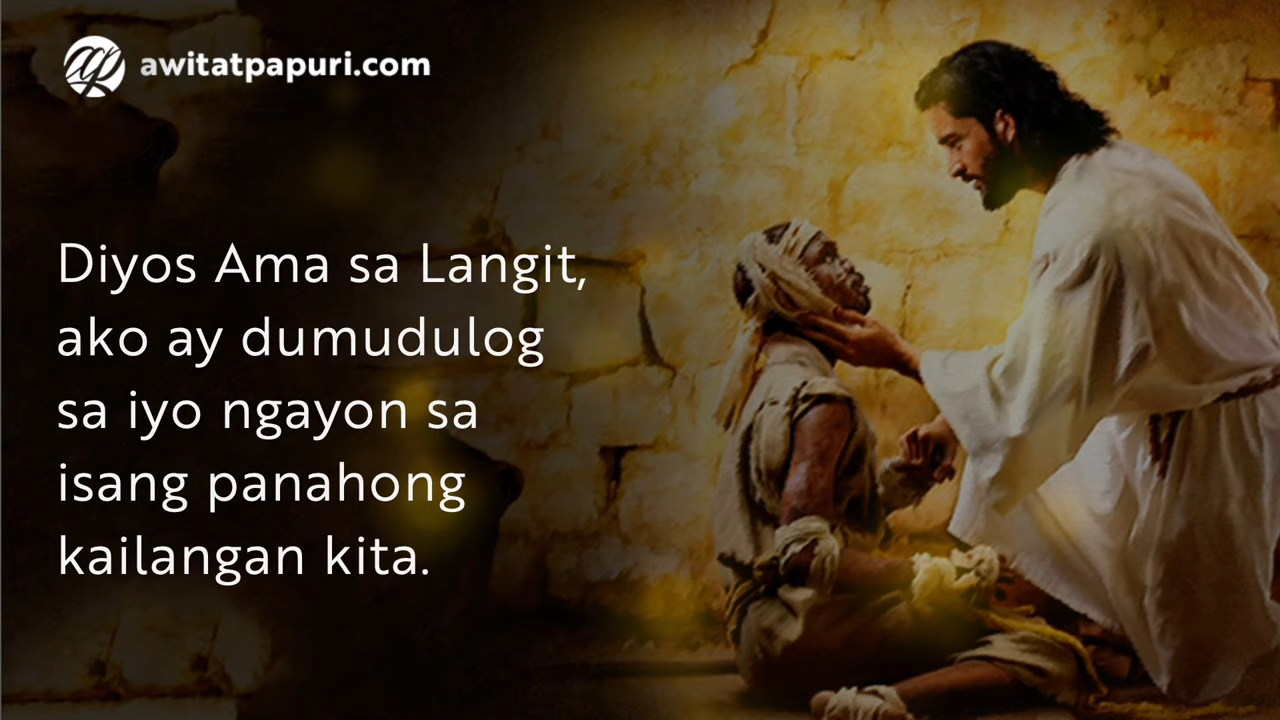 awitatpapuri.com
Diyos Ama sa Langit,
ako ay dumudulog
sa iyo ngayon sa
isang panahong
kailangan kita.